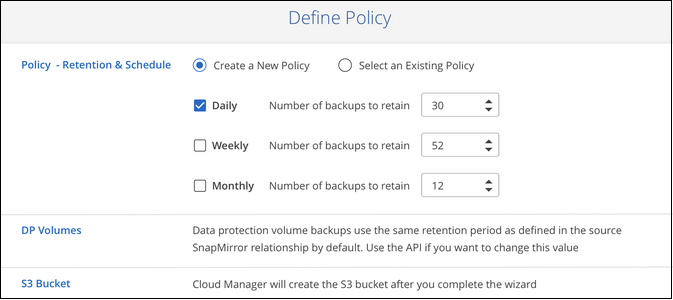 Define Policy
Policy - Retention & Schedule
Create a New Policy
Select an Existing Policy
Daily Number of backups to retain 30
Weekly Number of backups to retain 52
Monthly Number of backups to retain 12
DP Volumes
Data protection volume backups use the same retention period as defined in the source
SnapMirror relationship by default. Use the API if you want to change this value
S3 Bucket
Cloud Manager will create the S3 bucket after you complete the wizard